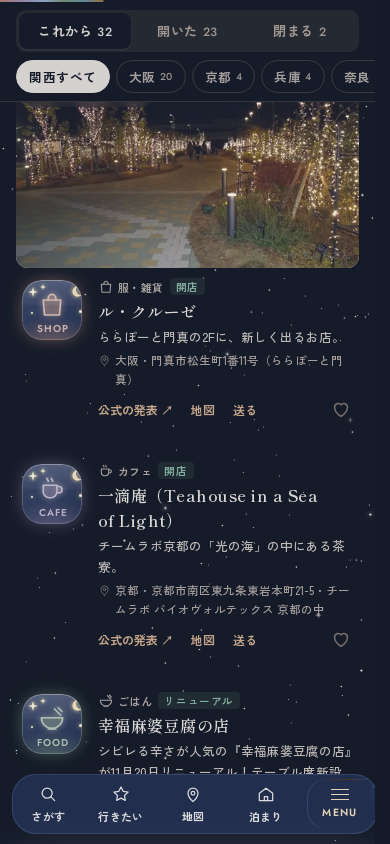 これから 32
開いた 23
閉まる 2
関西すべて
大阪 20
京都 4
兵庫 4
奈良
SHOP
服・雑貨 開店
ル・クルーゼ
ららぽーと門真の2Fに、新しく出るお店。
大阪・門真市松生町1番11号（ららぽーと門
真）
公式の発表 ↗ 地図 送る
CAFE
カフェ 開店
一滴庵（Teahouse in a Sea
of Light）
チームラボ京都の「光の海」の中にある茶
寮。
京都・京都市南区東九条東岩本町21-5・チー
ムラボ バイオヴォルテックス 京都の中
公式の発表 ↗ 地図 送る
FOOD
ごはん リニューアル
幸福麻婆豆腐の店
シビレる辛さが人気の『幸福麻婆豆腐の店』
が11月20日リニューアル！テーブル席新設
さがす
行きたい
地図
泊まり
MENU